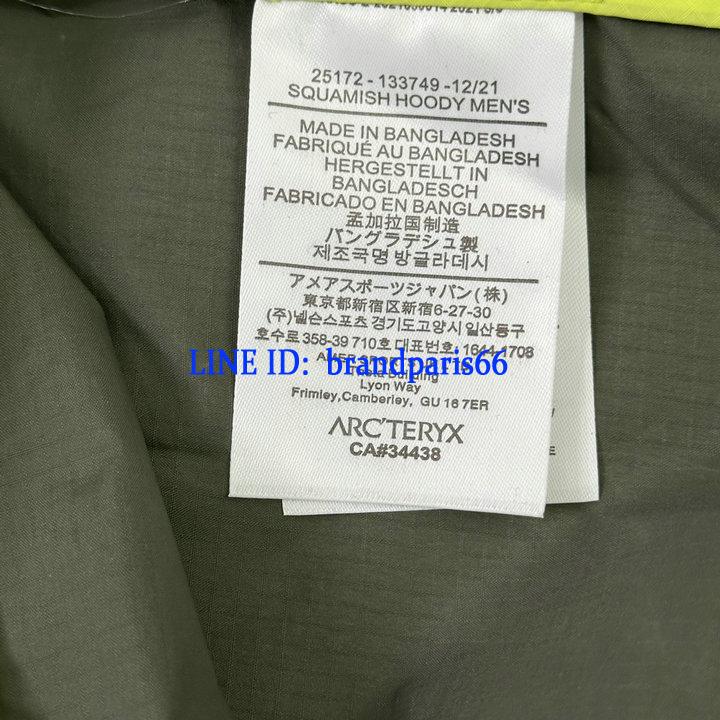 25172 - 133749 - 12/21
SQUAMISH HOODY MEN'S
MADE IN BANGLADESH
FABRIQUÉ AU BANGLADESH
HERGESTELLT IN
BANGLADESCH
FABRICADO EN BANGLADESH
孟加拉国制造
バングラデシュ製
제조국명 방글라데시
アメアスポーツジャパン(株)
東京都新宿区新宿6-27-30
(주)넬슨스포츠 경기도고양시 일산동구
호수로 358-39 710호 대표번호: 1644-1708
LINE ID: brandparis66
Building
Lyon Way
Frimley,Camberley, GU 16 7ER
ARC'TERYX
CA#34438